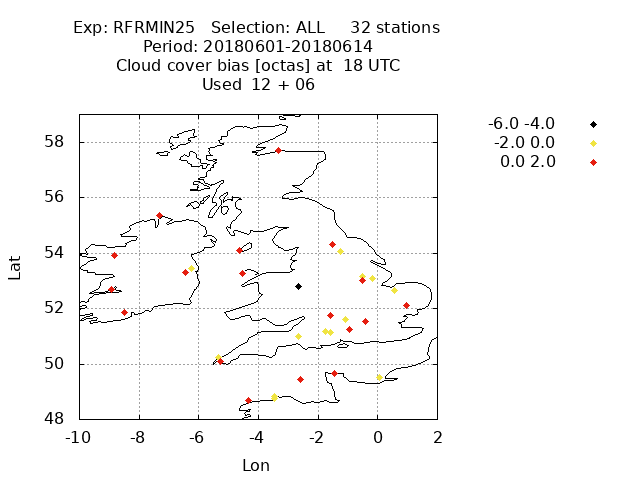 Exp: RFRMIN25 Selection: ALL 32 stations
Period: 20180601-20180614
Cloud cover bias [octas] at 18 UTC
Used 12 + 06
-6.0 -4.0
-2.0 0.0
0.0 2.0
58
56
54
52
50
48
Lat
-10 -8 -6 -4 -2 0 2
Lon